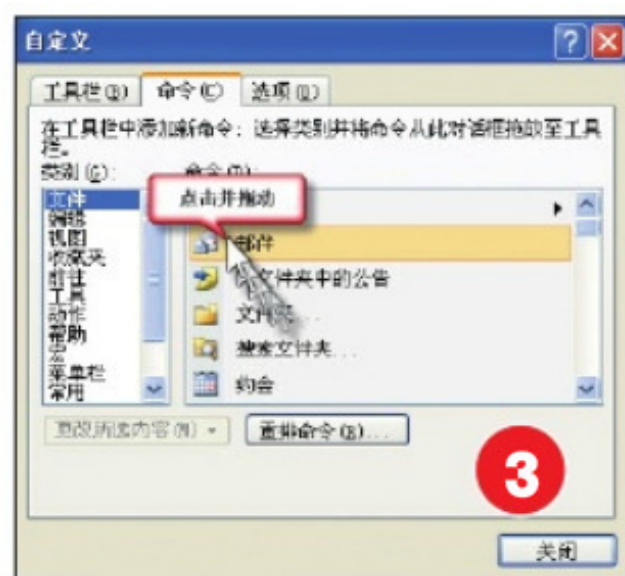 自定义
工具栏(B) 命令(C) 选项(O)
在工具栏中添加新命令：选择类别并将命令从此对话框拖放至工具
栏。
类别(G): 命令(D):
点击并拖动
文件
编辑
视图
收藏夹
前往
工具
动作
帮助
宏
菜单栏
常用
邮件
文件夹中的公告
文件夹...
搜索文件夹...
约会
更改所选内容(M) 重排命令(R)...
3
关闭